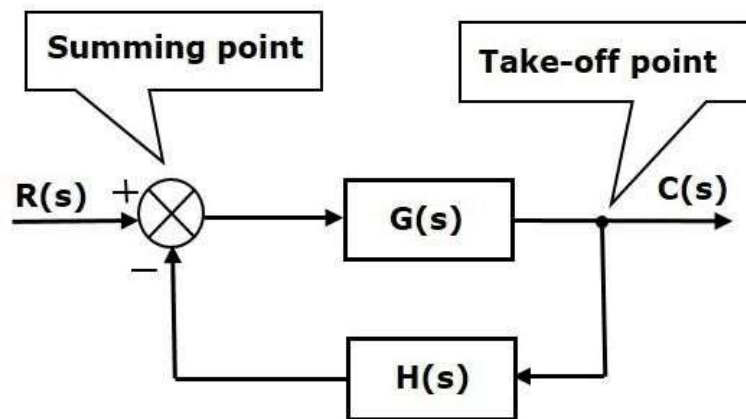 Summing point
Take-off point
R(s)
+
C(s)
G(s)
−
H(s)